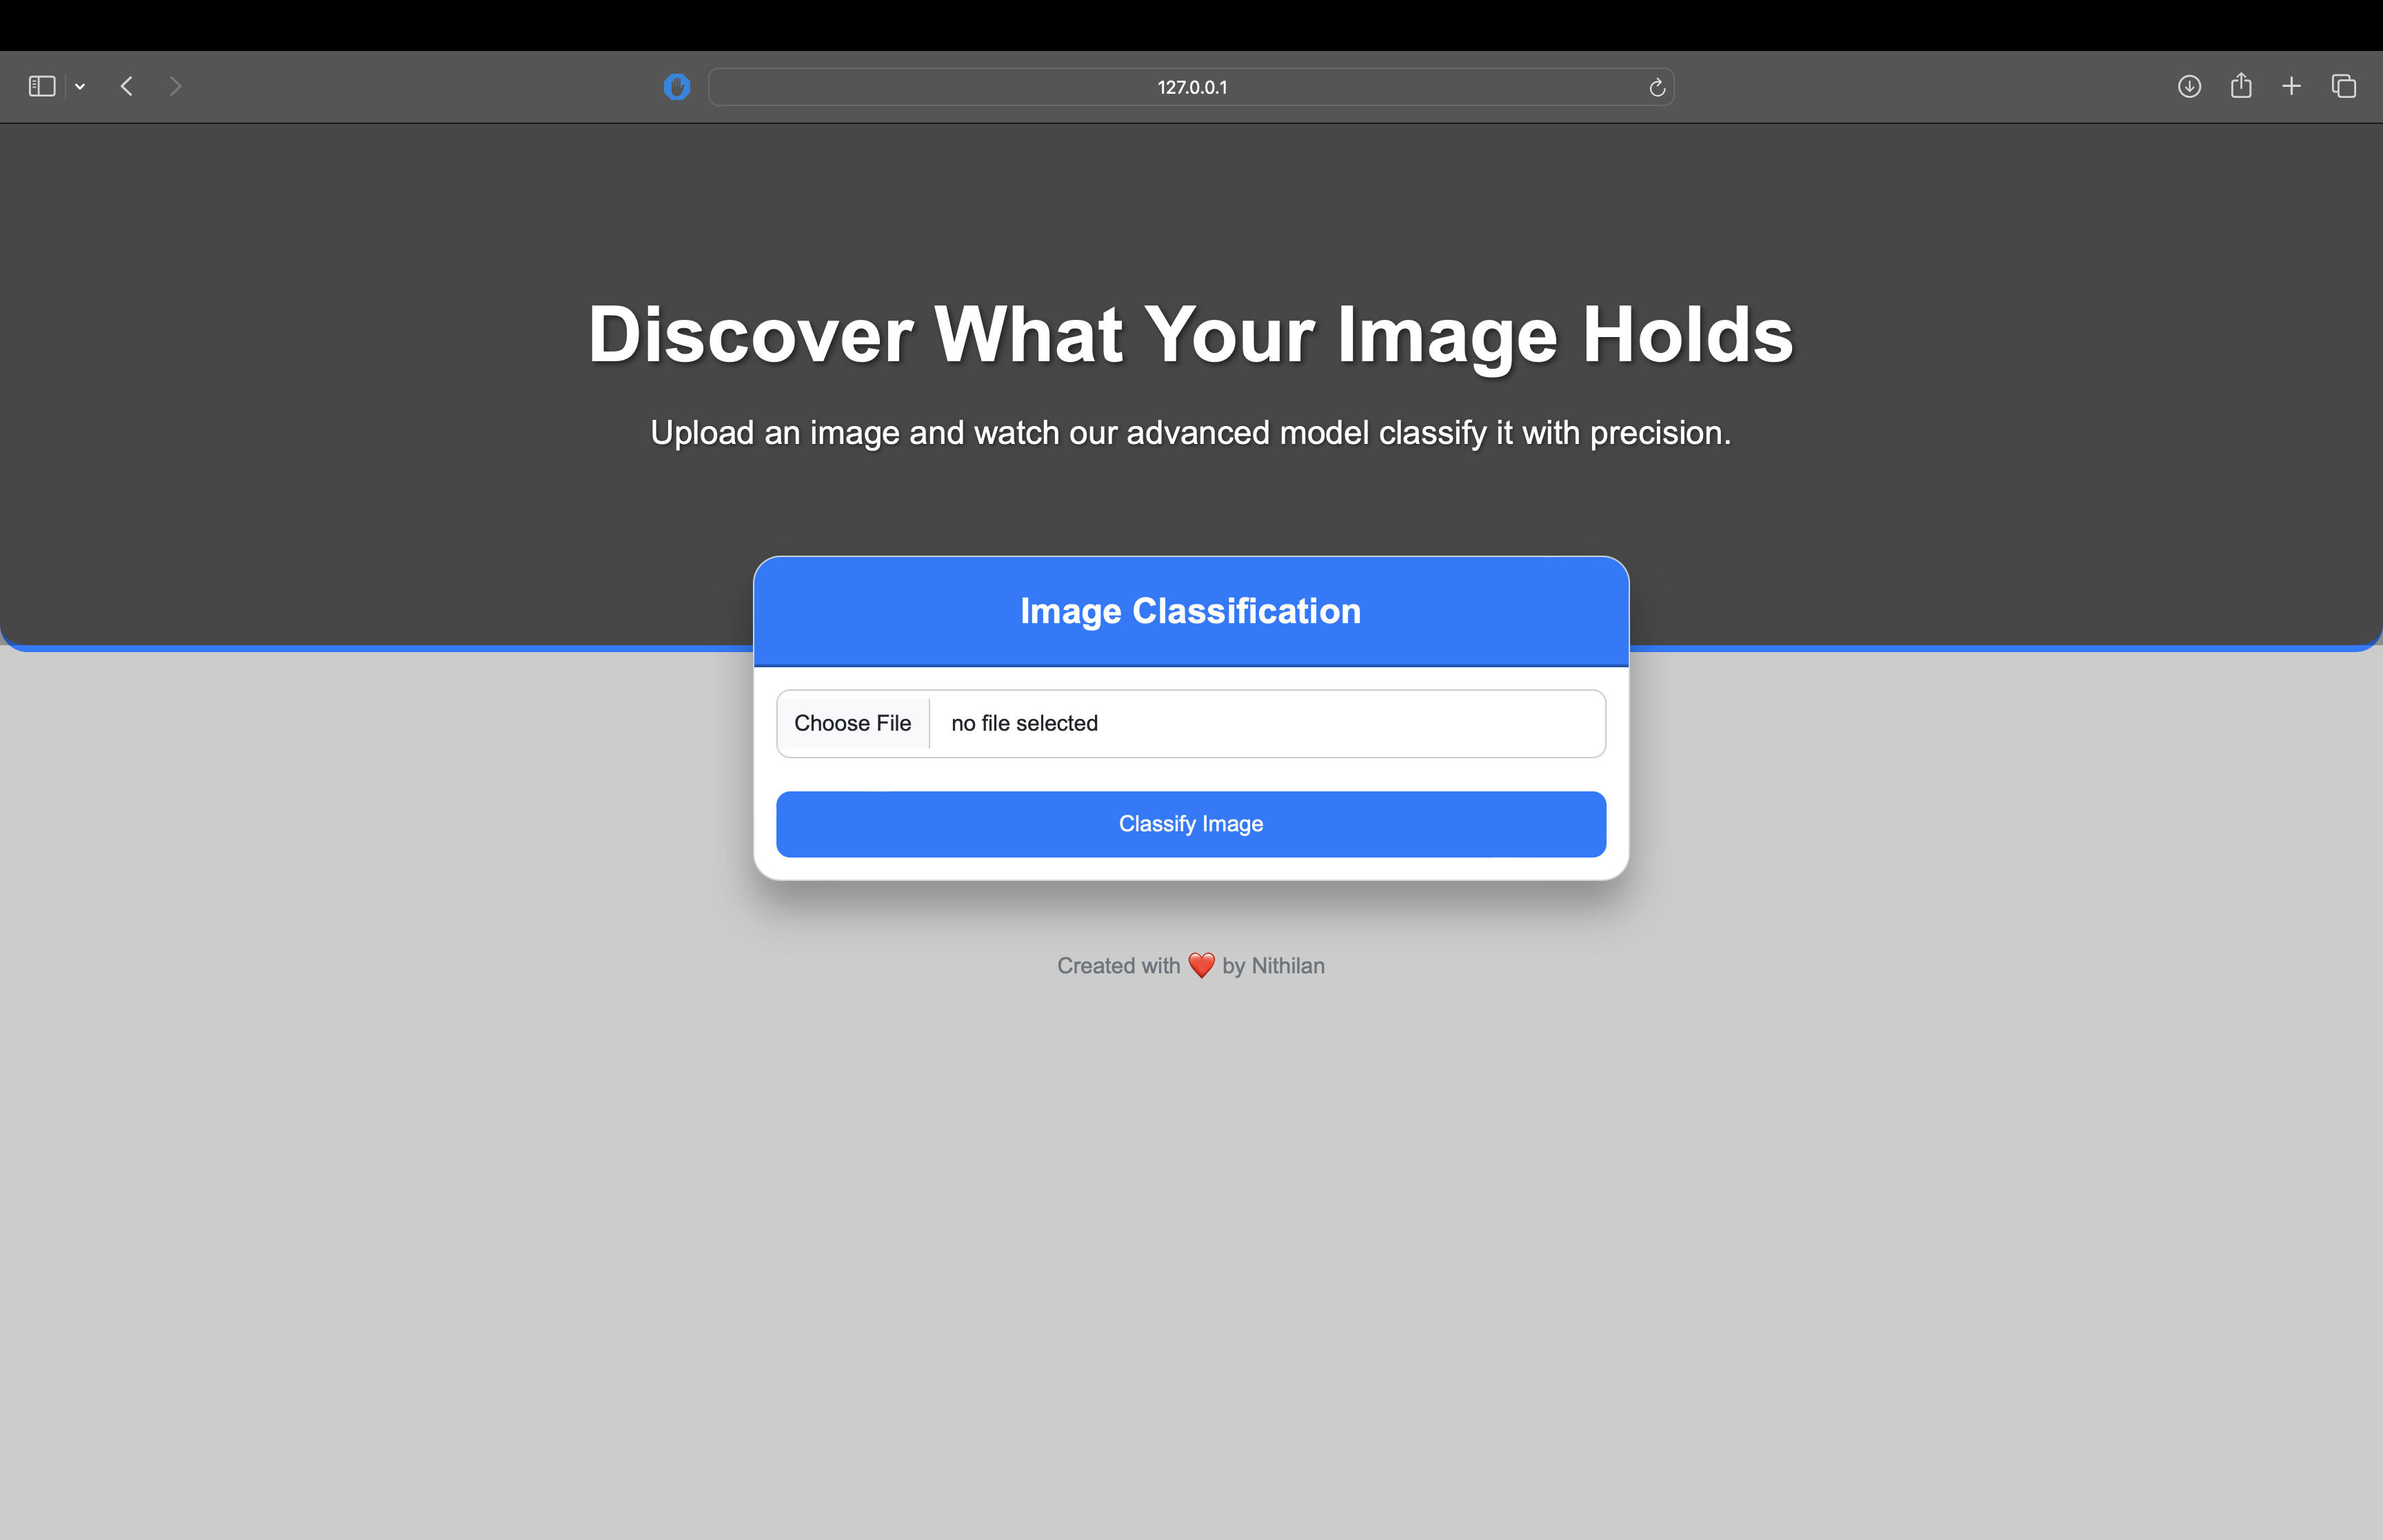 127.0.0.1
Discover What Your Image Holds
Upload an image and watch our advanced model classify it with precision.
Image Classification
Choose File no file selected
Classify Image
Created with ❤️ by Nithilan